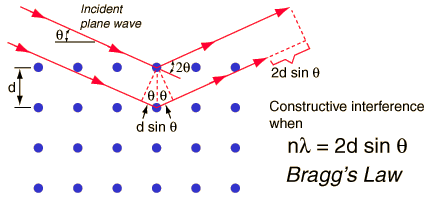 Incident
plane wave
θ
2θ
d
θ θ
d sin θ
2d sin θ
Constructive interference
when
nλ = 2d sin θ
Bragg's Law